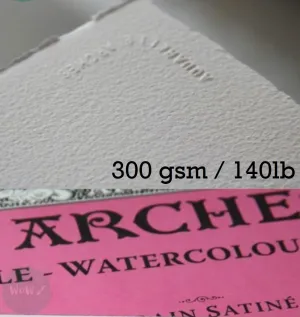 300 gsm / 140lb
ARCHE
LE - WATERCOLOU
AIN SATINÉ